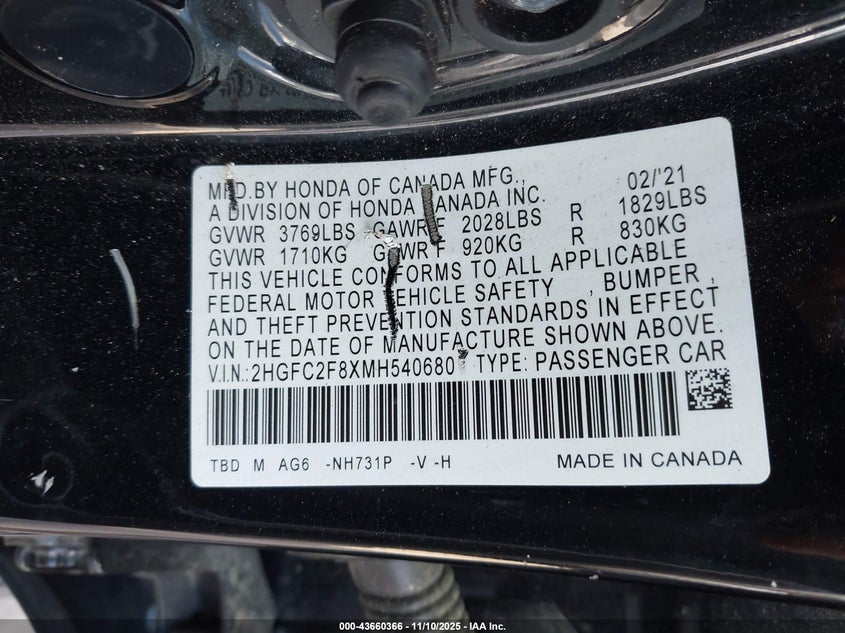 MFD.BY HONDA OF CANADA MFG., 02/'21
A DIVISION OF HONDA CANADA INC.
GVWR 3769LBS GAWR F 2028LBS R 1829LBS
GVWR 1710KG GAWR F 920KG R 830KG
THIS VEHICLE CONFORMS TO ALL APPLICABLE
FEDERAL MOTOR VEHICLE SAFETY , BUMPER ,
AND THEFT PREVENTION STANDARDS IN EFFECT
ON THE DATE OF MANUFACTURE SHOWN ABOVE.
V.I.N.:2HGFC2F8XMH540680 TYPE: PASSENGER CAR
TBD M AG6 -NH731P -V -H MADE IN CANADA
000-43660366 - 11/10/2025 - IAA Inc.